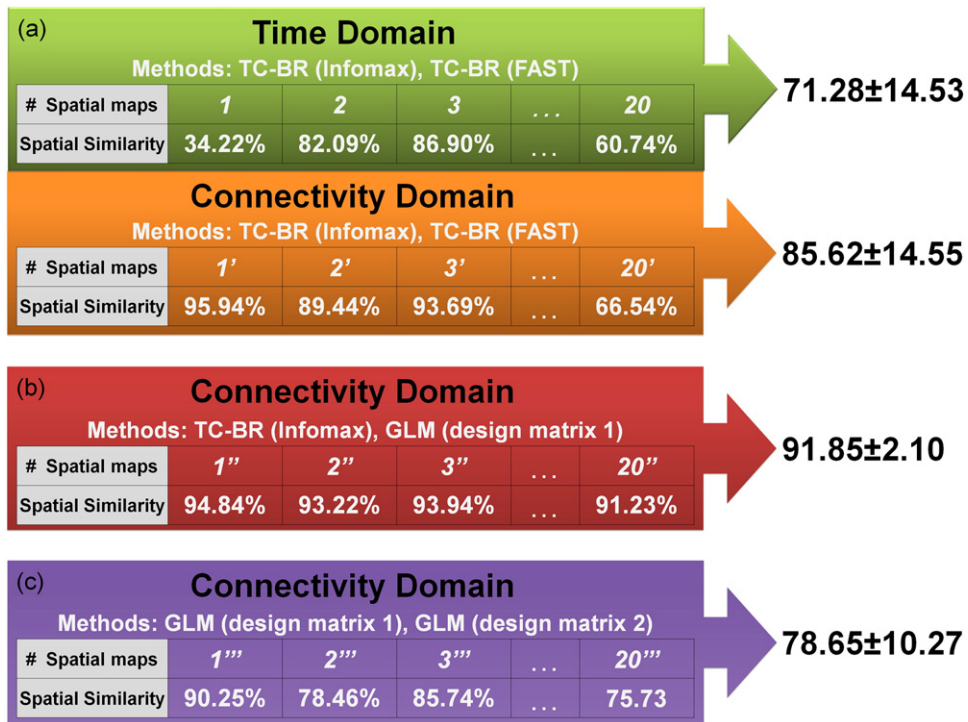 (a)
Time Domain
Methods: TC-BR (Infomax), TC-BR (FAST)
# Spatial maps 1 2 3 ... 20
Spatial Similarity 34.22% 82.09% 86.90% ... 60.74%
71.28±14.53
Connectivity Domain
Methods: TC-BR (Infomax), TC-BR (FAST)
# Spatial maps 1' 2' 3' ... 20'
Spatial Similarity 95.94% 89.44% 93.69% ... 66.54%
85.62±14.55
(b)
Connectivity Domain
Methods: TC-BR (Infomax), GLM (design matrix 1)
# Spatial maps 1'' 2'' 3'' ... 20''
Spatial Similarity 94.84% 93.22% 93.94% ... 91.23%
91.85±2.10
(c)
Connectivity Domain
Methods: GLM (design matrix 1), GLM (design matrix 2)
# Spatial maps 1''' 2''' 3''' ... 20'''
Spatial Similarity 90.25% 78.46% 85.74% ... 75.73
78.65±10.27